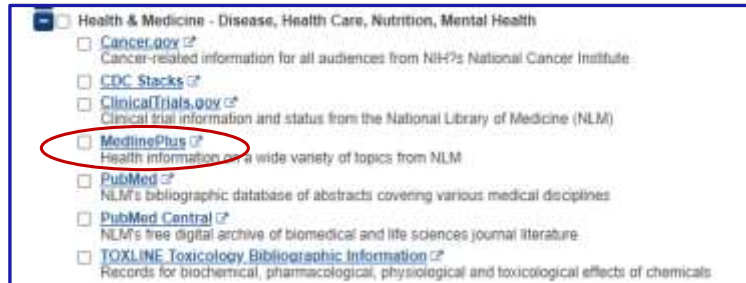 Health & Medicine - Disease, Health Care, Nutrition, Mental Health
Cancer.gov
Cancer-related information for all audiences from NIH?s National Cancer Institute
CDC Stacks
ClinicalTrials.gov
Clinical trial information and status from the National Library of Medicine (NLM)
MedlinePlus
Health information on a wide variety of topics from NLM
PubMed
NLM's bibliographic database of abstracts covering various medical disciplines
PubMed Central
NLM's free digital archive of biomedical and life sciences journal literature
TOXLINE Toxicology Bibliographic Information
Records for biochemical, pharmacological, physiological and toxicological effects of chemicals